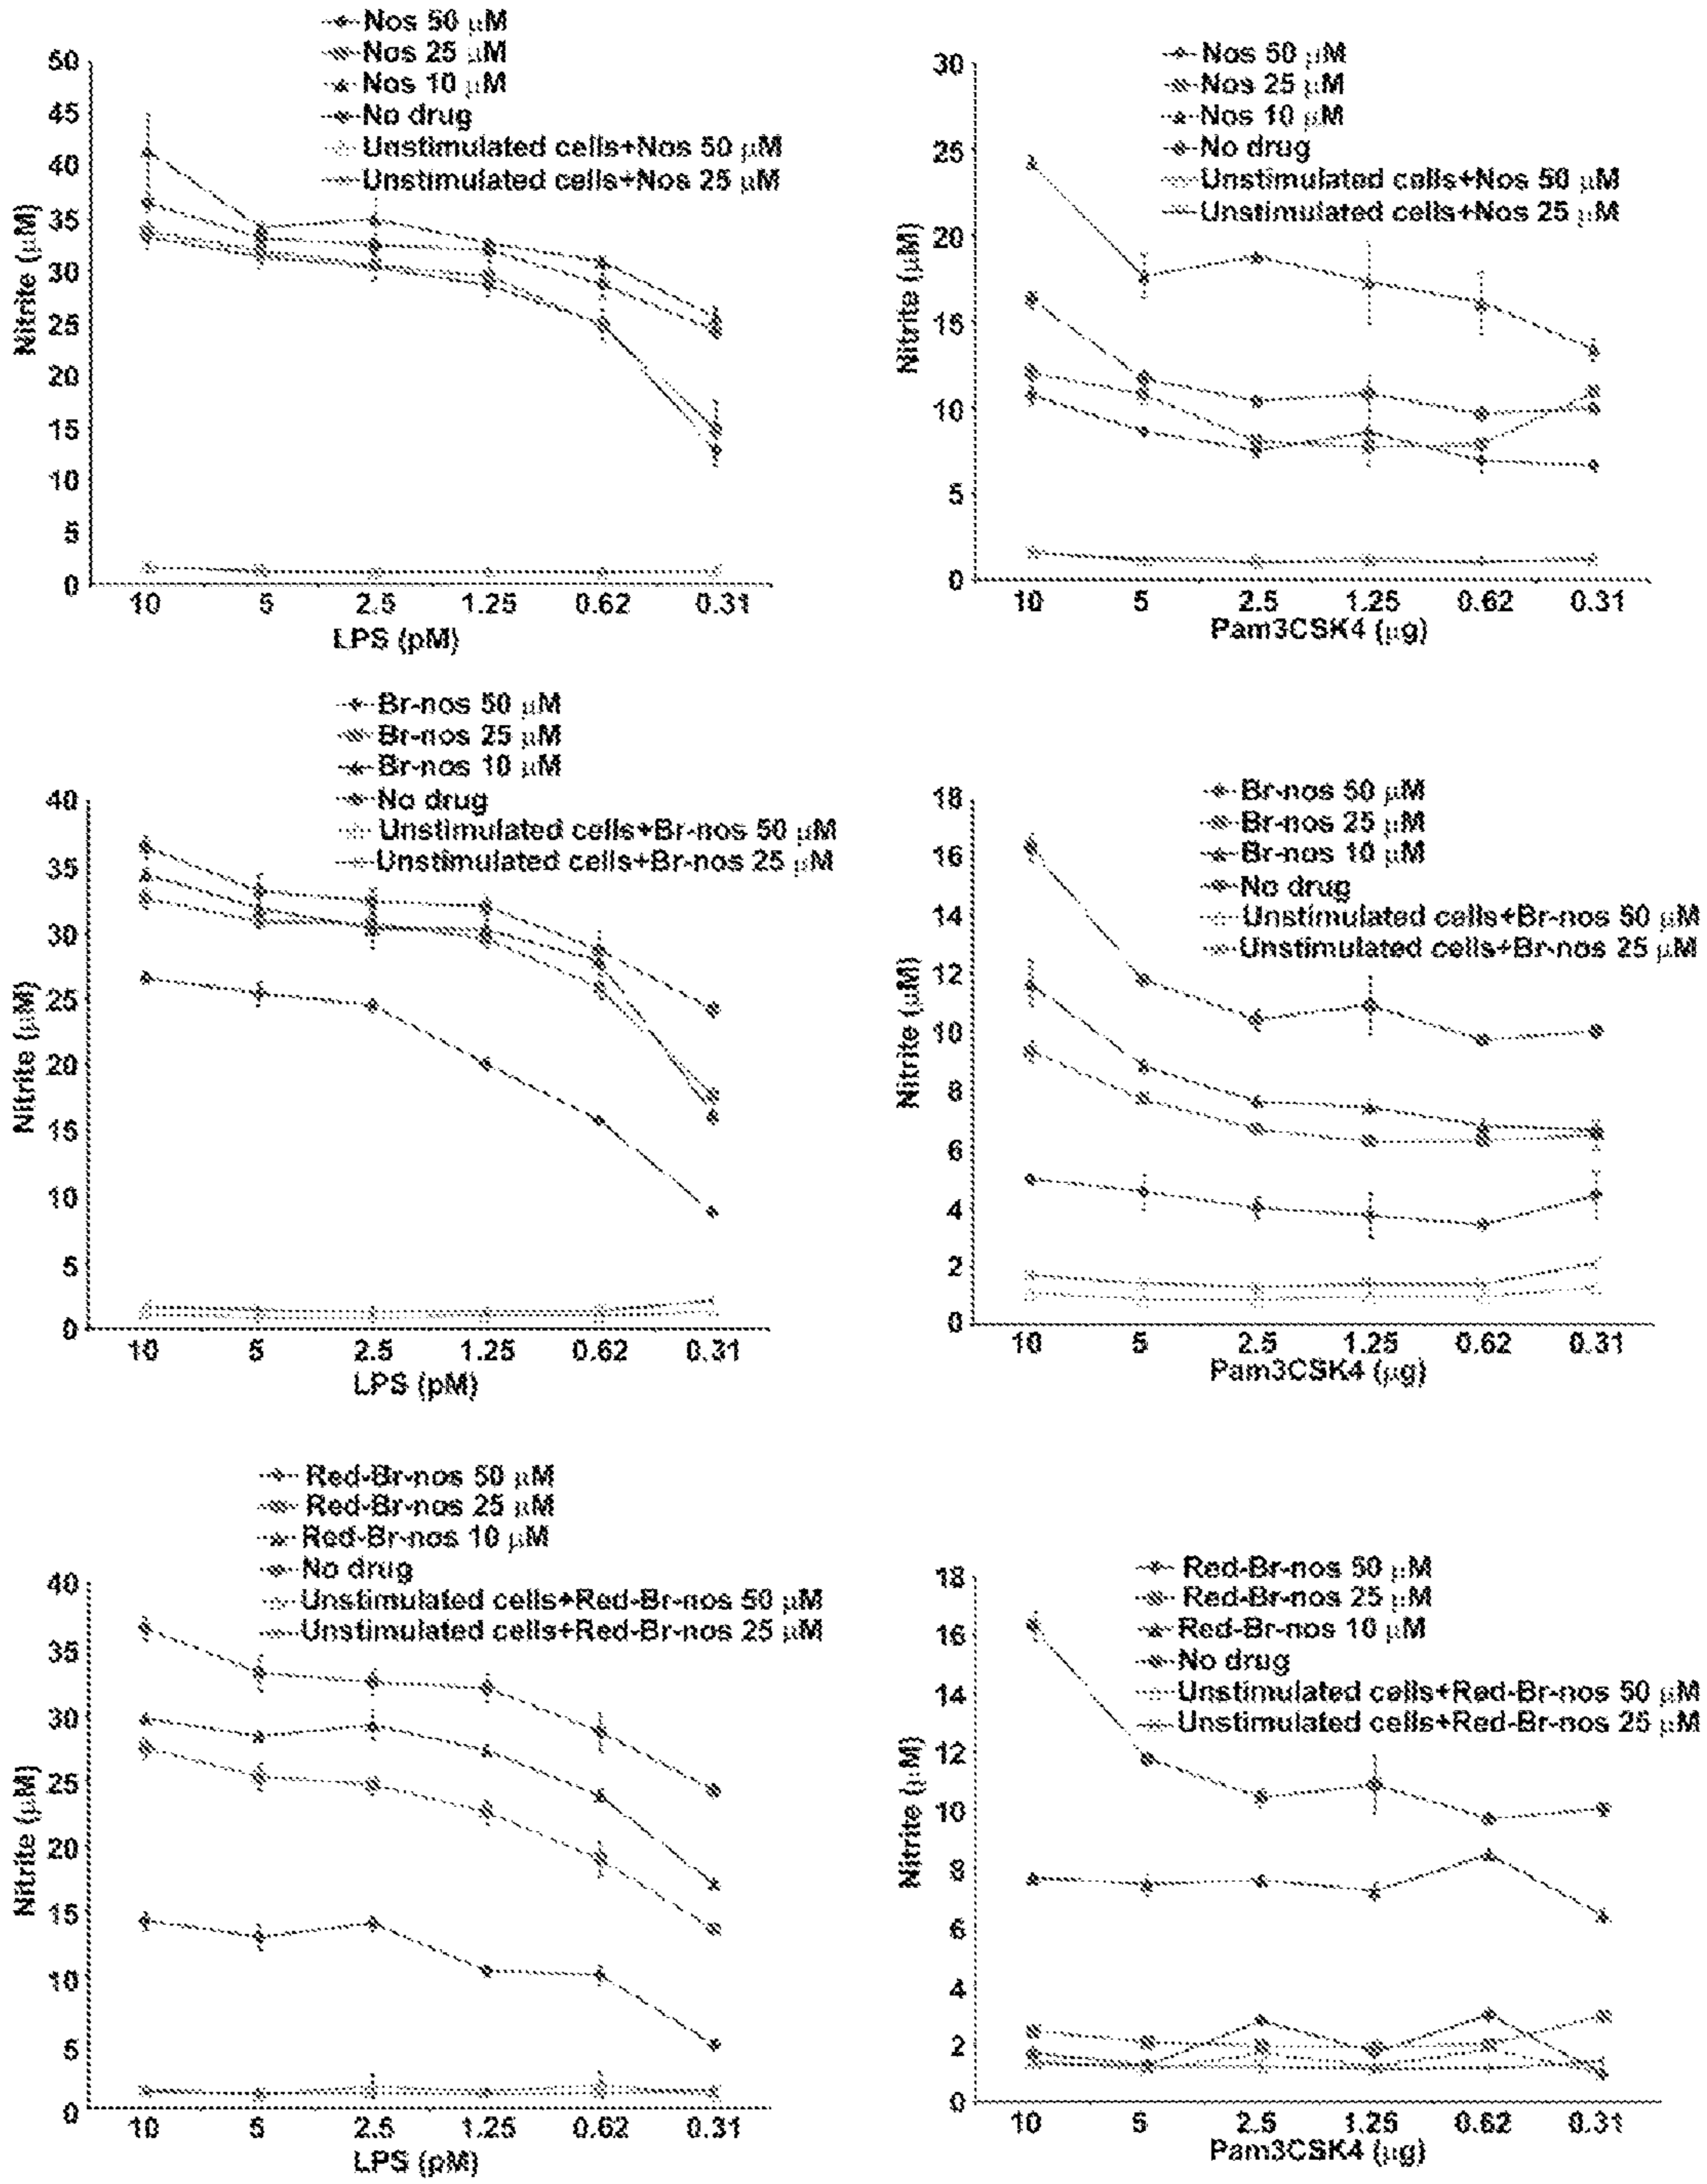 Nos 50 μM
Nos 25 μM
Nos 10 μM
No drug
Unstimulated cells+Nos 50 μM
Unstimulated cells+Nos 25 μM
Nitrite (μM)
50
45
40
35
30
25
20
15
10
5
0
10 5 2.5 1.25 0.62 0.31
LPS (pM)
Nos 50 μM
Nos 25 μM
Nos 10 μM
No drug
Unstimulated cells+Nos 50 μM
Unstimulated cells+Nos 25 μM
Nitrite (μM)
30
25
20
15
10
5
0
10 5 2.5 1.25 0.62 0.31
Pam3CSK4 (μg)
Br-nos 50 μM
Br-nos 25 μM
Br-nos 10 μM
No drug
Unstimulated cells+Br-nos 50 μM
Unstimulated cells+Br-nos 25 μM
Nitrite (μM)
40
35
30
25
20
15
10
5
0
10 5 2.5 1.25 0.62 0.31
LPS (pM)
Br-nos 50 μM
Br-nos 25 μM
Br-nos 10 μM
No drug
Unstimulated cells+Br-nos 50 μM
Unstimulated cells+Br-nos 25 μM
Nitrite (μM)
18
16
14
12
10
8
6
4
2
0
10 5 2.5 1.25 0.62 0.31
Pam3CSK4 (μg)
Red-Br-nos 50 μM
Red-Br-nos 25 μM
Red-Br-nos 10 μM
No drug
Unstimulated cells+Red-Br-nos 50 μM
Unstimulated cells+Red-Br-nos 25 μM
Nitrite (μM)
40
35
30
25
20
15
10
5
0
10 5 2.5 1.25 0.62 0.31
LPS (pM)
Red-Br-nos 50 μM
Red-Br-nos 25 μM
Red-Br-nos 10 μM
No drug
Unstimulated cells+Red-Br-nos 50 μM
Unstimulated cells+Red-Br-nos 25 μM
Nitrite (μM)
18
16
14
12
10
8
6
4
2
0
10 5 2.5 1.25 0.62 0.31
Pam3CSK4 (μg)